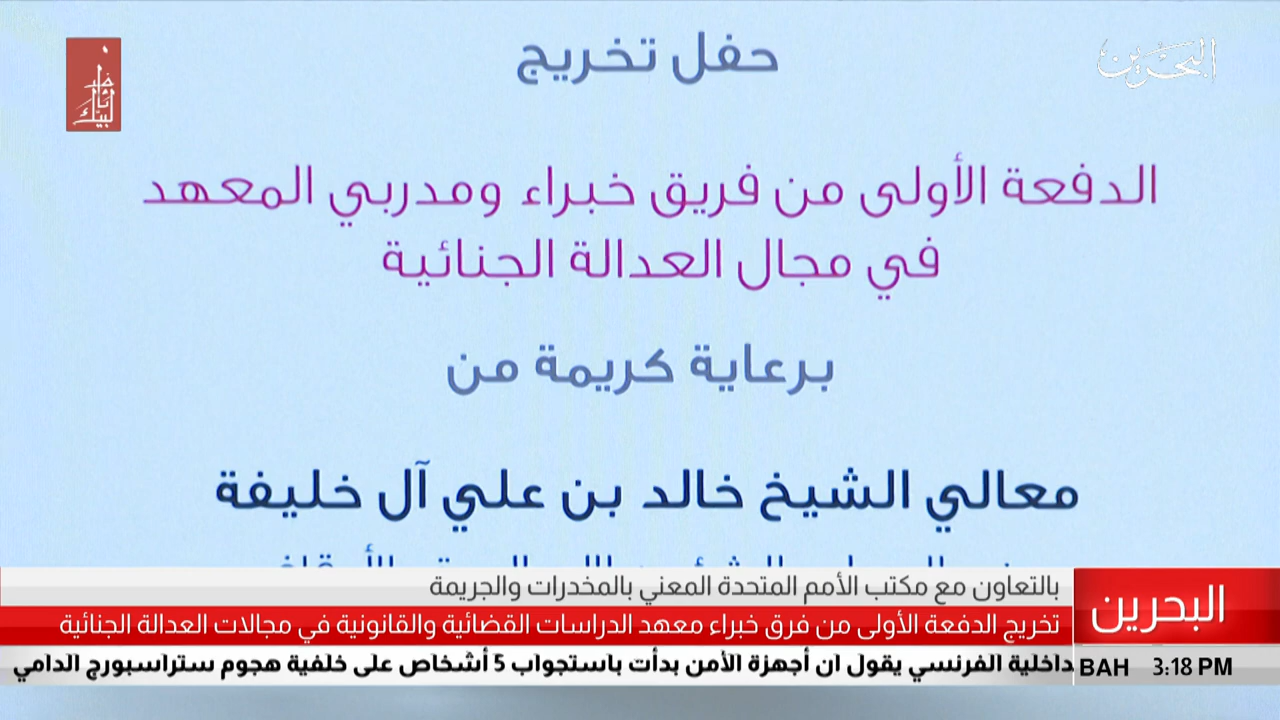 البحرين
حفل تخريج
الدفعة الأولى من فريق خبراء ومدربي المعهد
في مجال العدالة الجنائية
برعاية كريمة من
معالي الشيخ خالد بن علي آل خليفة
بالتعاون مع مكتب الأمم المتحدة المعني بالمخدرات والجريمة
تخريج الدفعة الأولى من فرق خبراء معهد الدراسات القضائية والقانونية في مجالات العدالة الجنائية
البحرين
داخلية الفرنسي يقول ان أجهزة الأمن بدأت باستجواب 5 أشخاص على خلفية هجوم ستراسبورج الدامي
BAH 3:18 PM